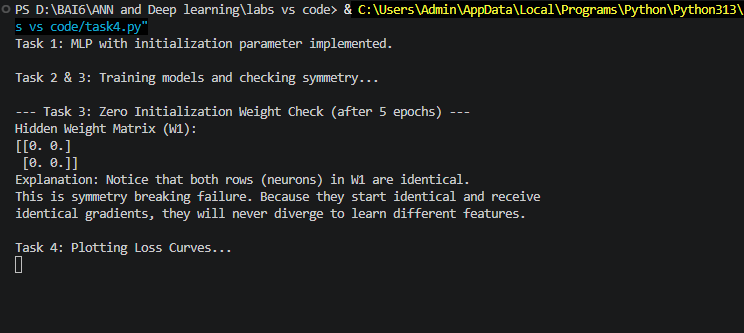 PS D:\BAI6\ANN and Deep learning\labs vs code> & C:\Users\Admin\AppData\Local\Programs\Python\Python313\
s vs code/task4.py"
Task 1: MLP with initialization parameter implemented.
Task 2 & 3: Training models and checking symmetry...
--- Task 3: Zero Initialization Weight Check (after 5 epochs) ---
Hidden Weight Matrix (W1):
[[0. 0.]
 [0. 0.]]
Explanation: Notice that both rows (neurons) in W1 are identical.
This is symmetry breaking failure. Because they start identical and receive
identical gradients, they will never diverge to learn different features.
Task 4: Plotting Loss Curves...